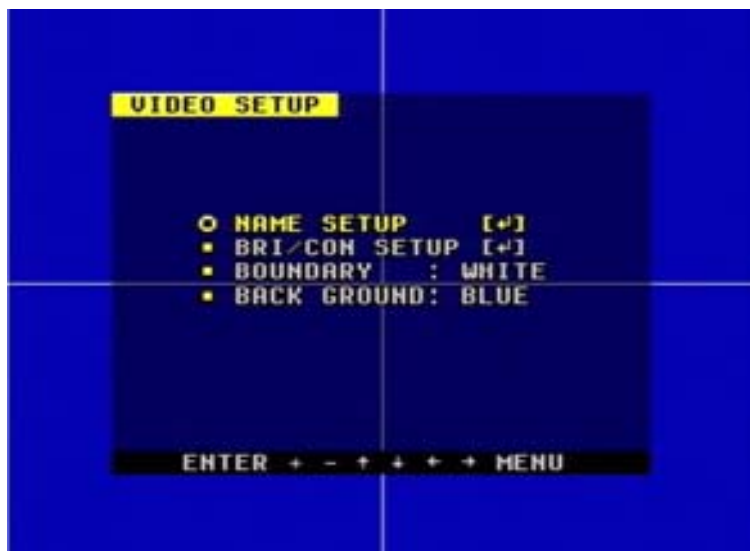 VIDEO SETUP
NAME SETUP [↲]
BRI/CON SETUP [↲]
BOUNDARY : WHITE
BACK GROUND: BLUE
ENTER + - ↑ ↓ ← → MENU